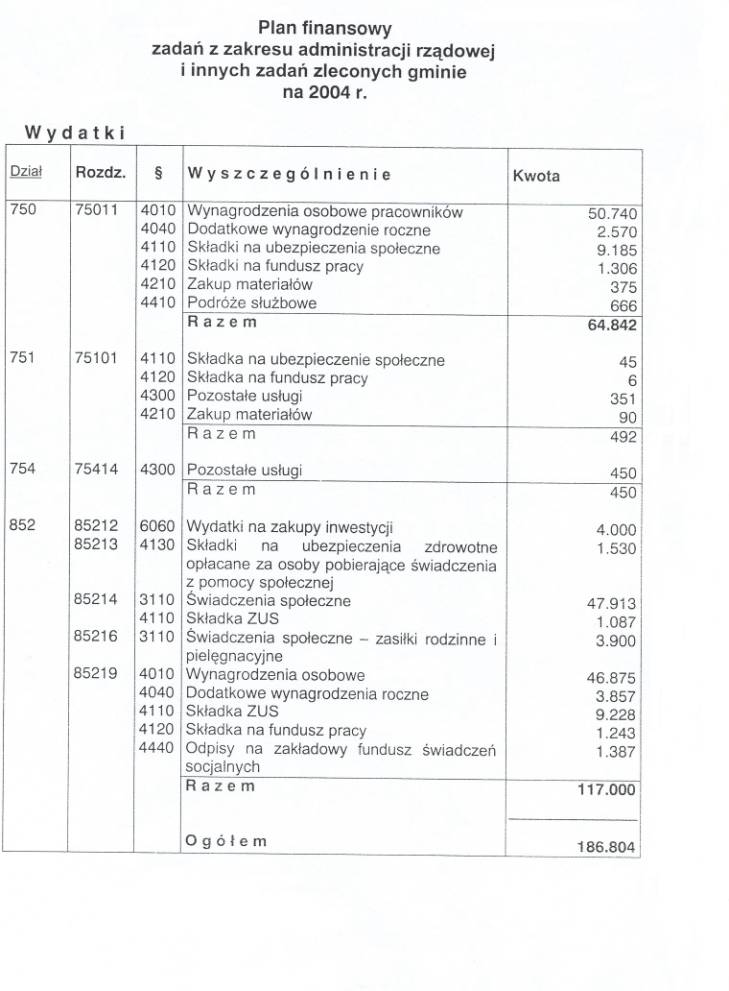 Plan finansowy
zadań z zakresu administracji rządowej
i innych zadań zleconych gminie
na 2004 r.
W y d a t k i
Dział Rozdz. § W y s z c z e g ó l n i e n i e Kwota
750 75011 4010 Wynagrodzenia osobowe pracowników 50.740
4040 Dodatkowe wynagrodzenie roczne 2.570
4110 Składki na ubezpieczenia społeczne 9.185
4120 Składki na fundusz pracy 1.306
4210 Zakup materiałów 375
4410 Podróże służbowe 666
R a z e m 64.842
751 75101 4110 Składka na ubezpieczenie społeczne 45
4120 Składka na fundusz pracy 6
4300 Pozostałe usługi 351
4210 Zakup materiałów 90
R a z e m 492
754 75414 4300 Pozostałe usługi 450
R a z e m 450
852 85212 6060 Wydatki na zakupy inwestycji 4.000
85213 4130 Składki na ubezpieczenia zdrowotne 1.530
opłacane za osoby pobierające świadczenia
z pomocy społecznej
85214 3110 Świadczenia społeczne 47.913
4110 Składka ZUS 1.087
85216 3110 Świadczenia społeczne – zasiłki rodzinne i 3.900
pielęgnacyjne
85219 4010 Wynagrodzenia osobowe 46.875
4040 Dodatkowe wynagrodzenia roczne 3.857
4110 Składka ZUS 9.228
4120 Składka na fundusz pracy 1.243
4440 Odpisy na zakładowy fundusz świadczeń 1.387
socjalnych
R a z e m 117.000
O g ó ł e m 186.804